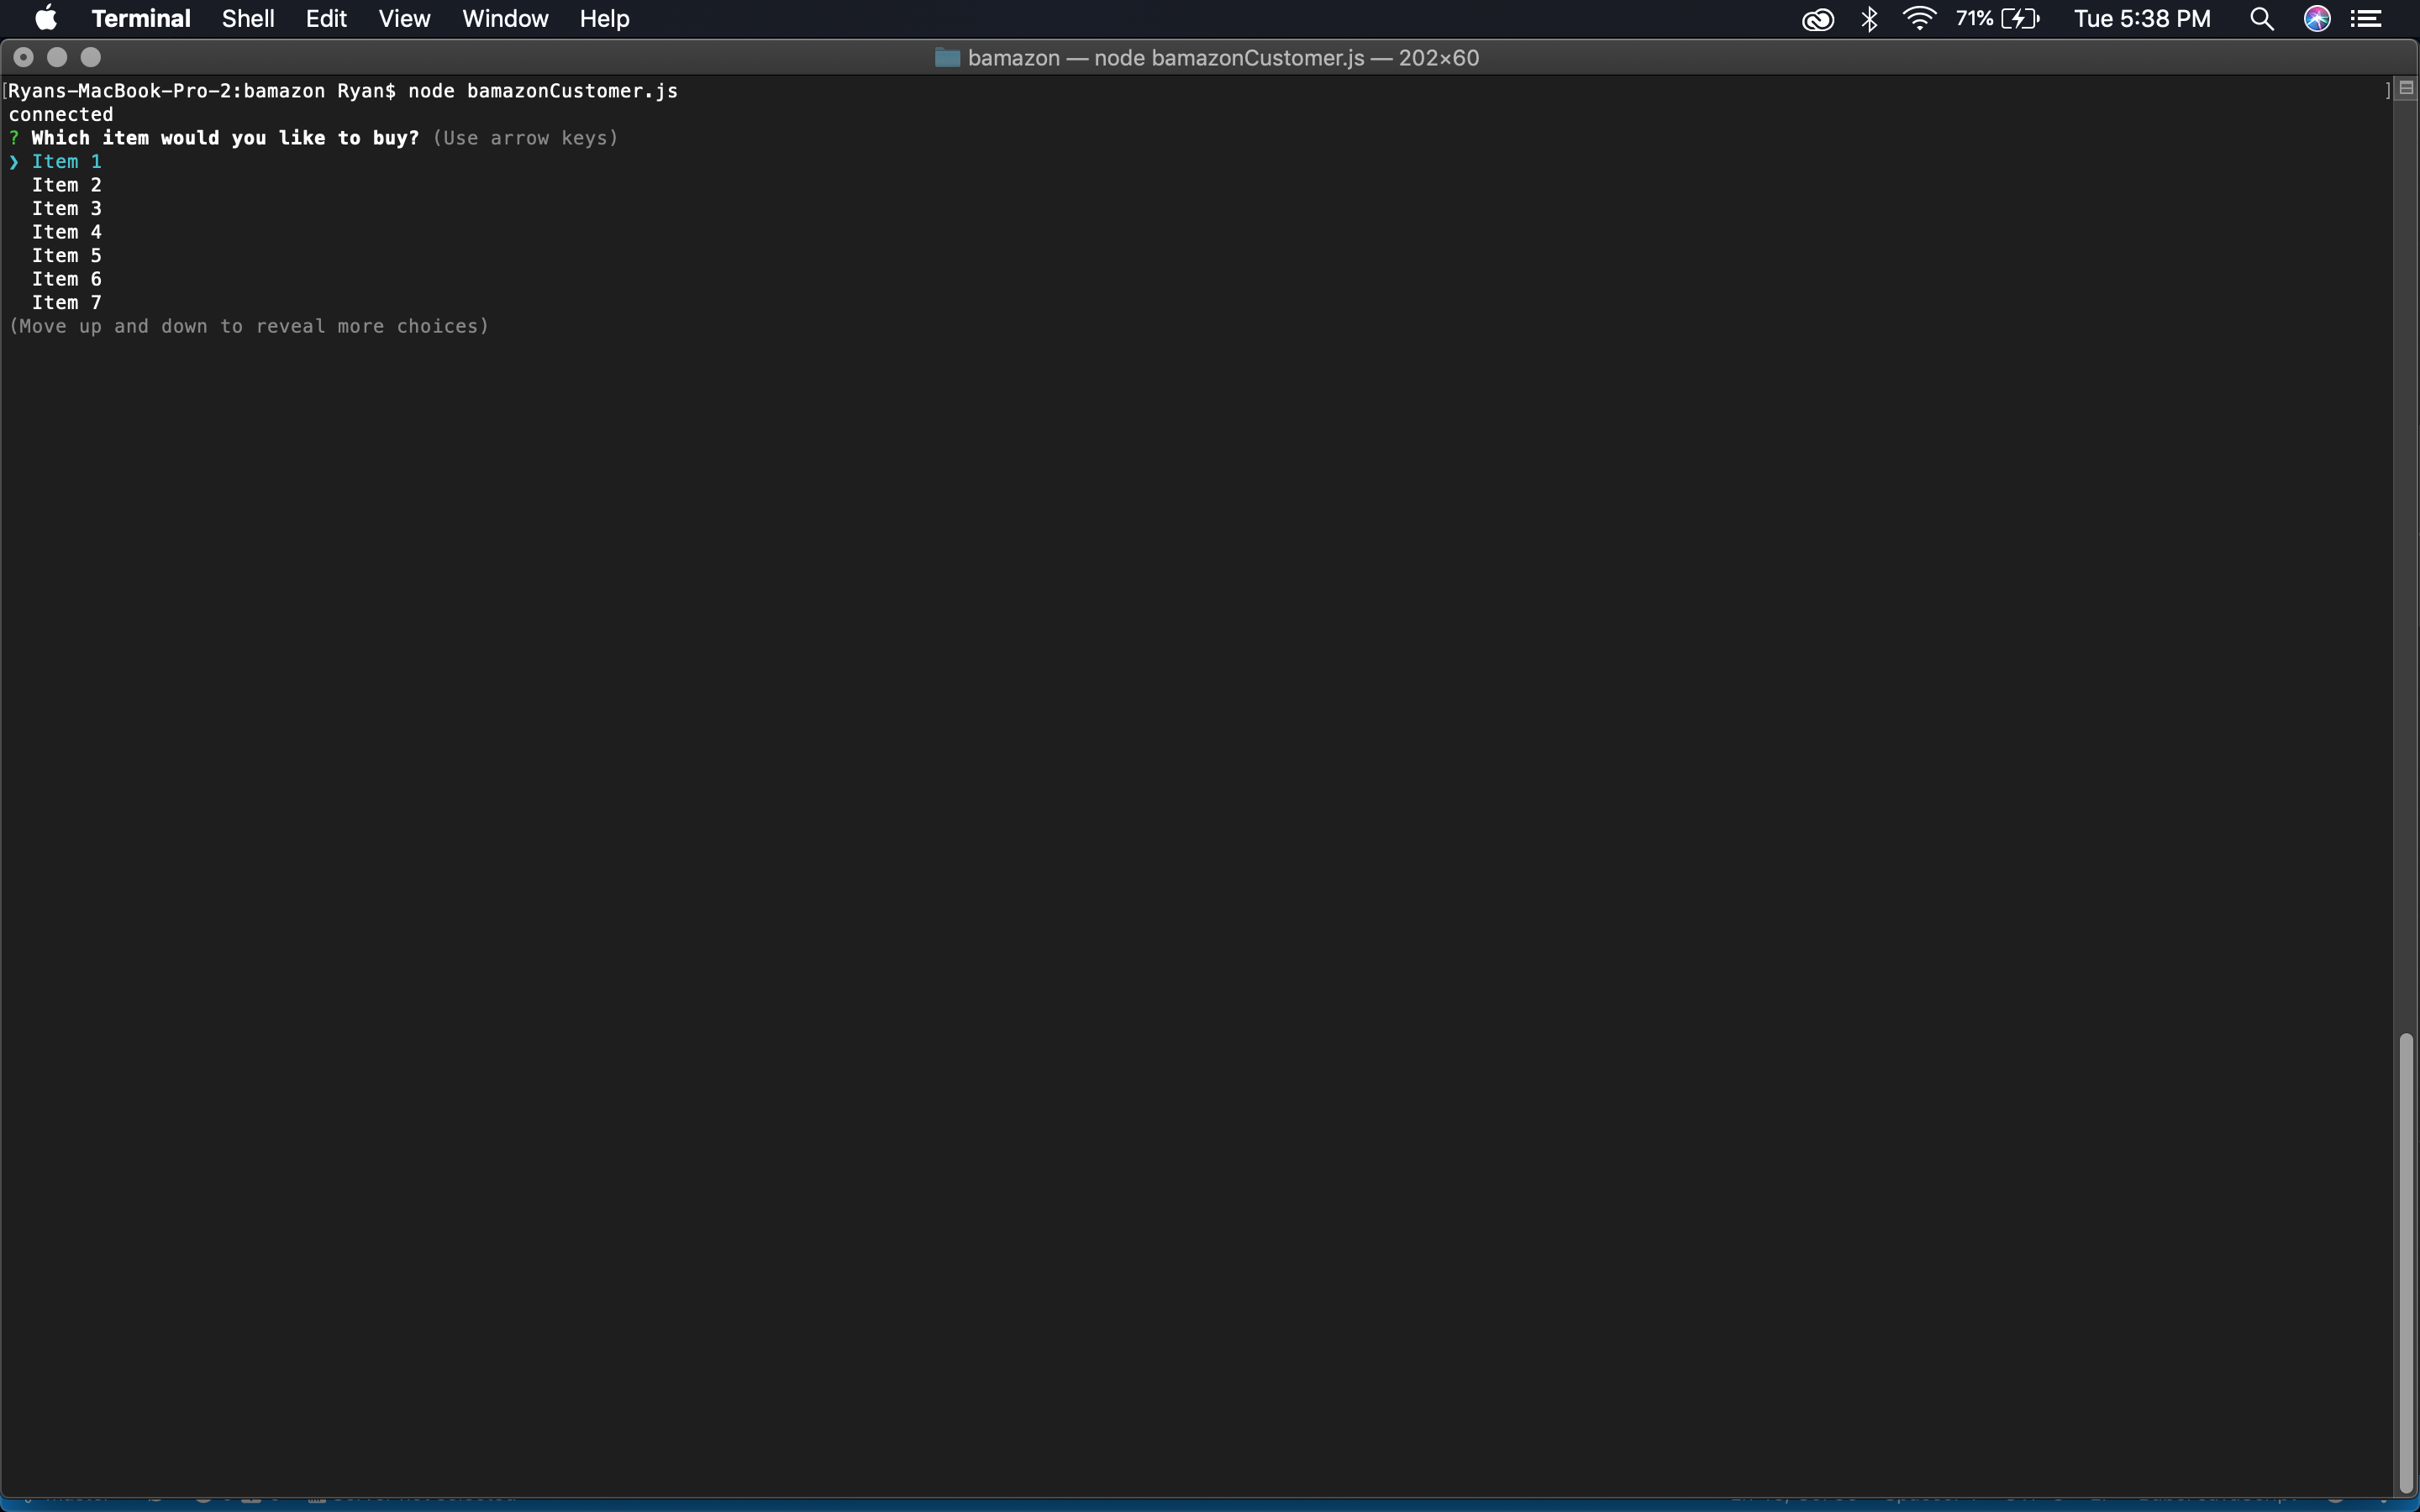 Terminal Shell Edit View Window Help 71% Tue 5:38 PM
bamazon — node bamazonCustomer.js — 202×60
[Ryans-MacBook-Pro-2:bamazon Ryan$ node bamazonCustomer.js ]
connected
? Which item would you like to buy? (Use arrow keys)
❯ Item 1
Item 2
Item 3
Item 4
Item 5
Item 6
Item 7
(Move up and down to reveal more choices)